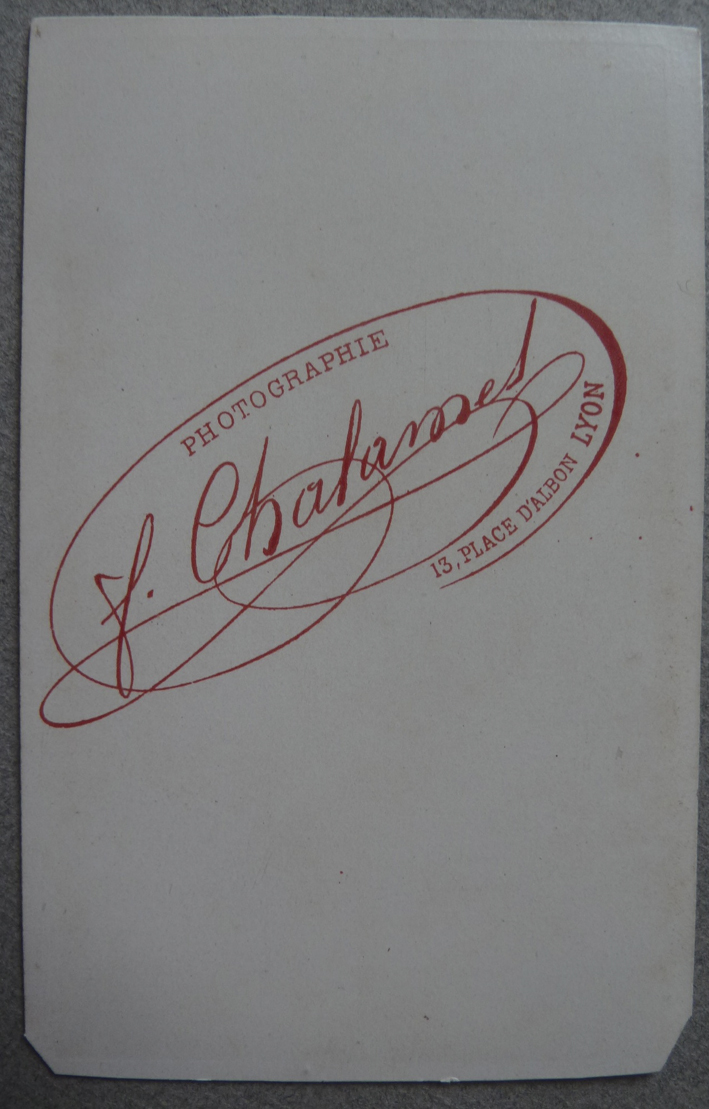 PHOTOGRAPHIE
J. Chalamel
13, PLACE D'ALBON LYON